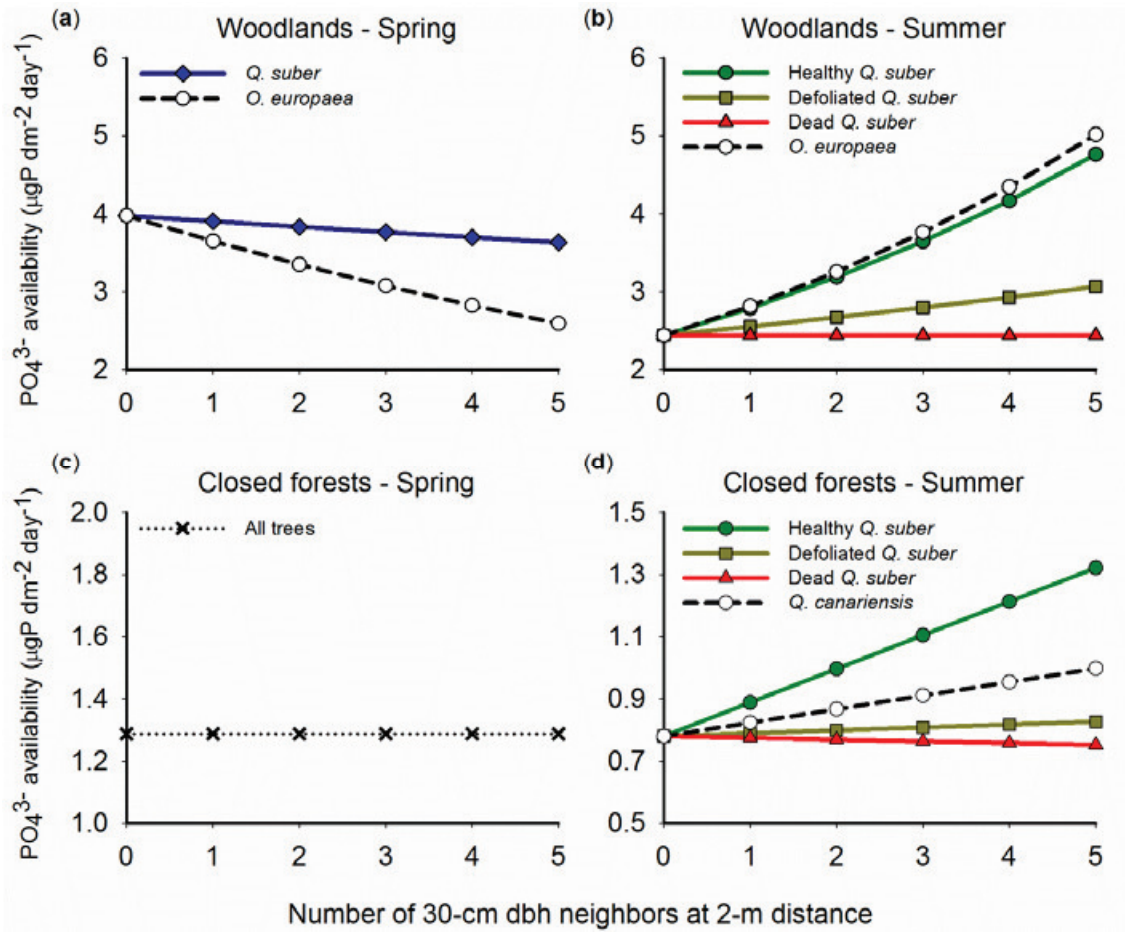 (a)
Woodlands - Spring
PO₄³⁻ availability (µgP dm⁻² day⁻¹)
6
5
4
3
2
Q. suber
O. europaea
0 1 2 3 4 5
(b)
Woodlands - Summer
6
5
4
3
2
Healthy Q. suber
Defoliated Q. suber
Dead Q. suber
O. europaea
0 1 2 3 4 5
(c)
Closed forests - Spring
PO₄³⁻ availability (µgP dm⁻² day⁻¹)
2.0
1.8
1.6
1.4
1.2
1.0
All trees
0 1 2 3 4 5
(d)
Closed forests - Summer
1.5
1.3
1.1
0.9
0.7
0.5
Healthy Q. suber
Defoliated Q. suber
Dead Q. suber
Q. canariensis
0 1 2 3 4 5
Number of 30-cm dbh neighbors at 2-m distance